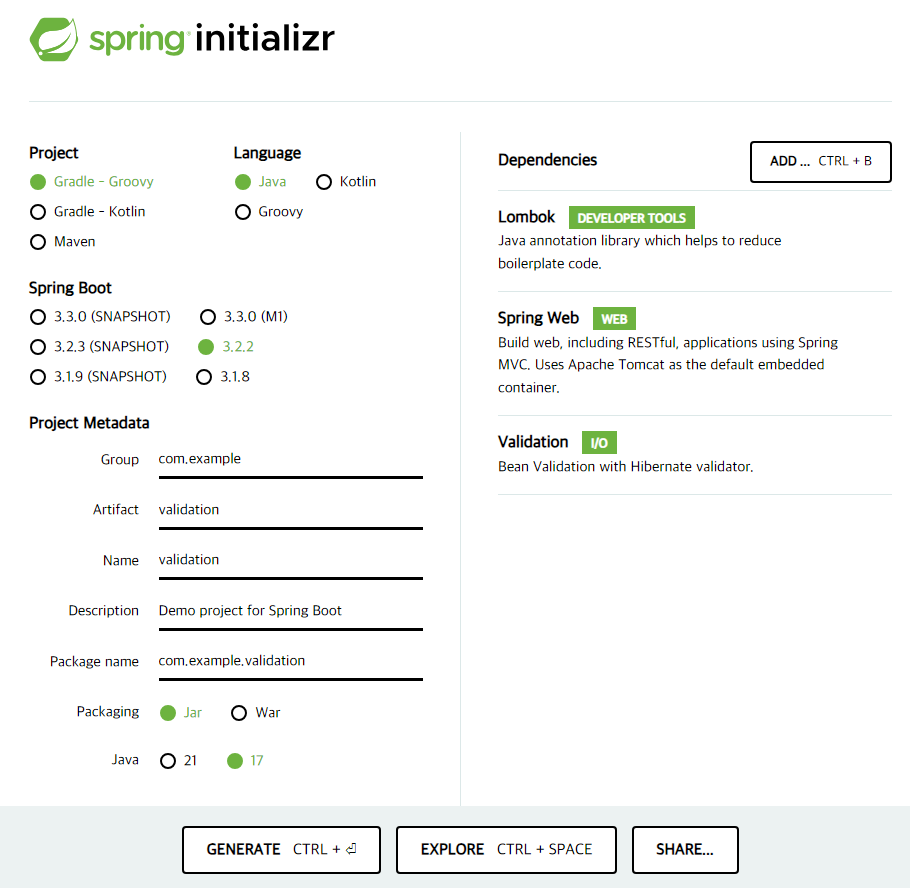 spring initializr
Project
Gradle - Groovy
Gradle - Kotlin
Maven
Language
Java Kotlin
Groovy
Spring Boot
3.3.0 (SNAPSHOT) 3.3.0 (M1)
3.2.3 (SNAPSHOT) 3.2.2
3.1.9 (SNAPSHOT) 3.1.8
Project Metadata
Group com.example
Artifact validation
Name validation
Description Demo project for Spring Boot
Package name com.example.validation
Packaging Jar War
Java 21 17
Dependencies ADD ... CTRL + B
Lombok DEVELOPER TOOLS
Java annotation library which helps to reduce
boilerplate code.
Spring Web WEB
Build web, including RESTful, applications using Spring
MVC. Uses Apache Tomcat as the default embedded
container.
Validation I/O
Bean Validation with Hibernate validator.
GENERATE CTRL + ⏎ EXPLORE CTRL + SPACE SHARE...